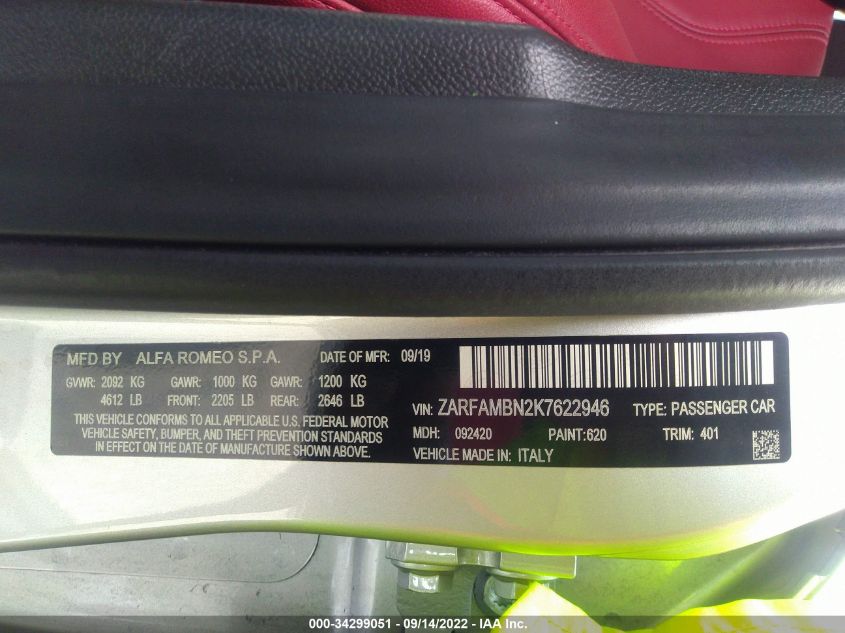 MFD BY ALFA ROMEO S.P.A. DATE OF MFR: 09/19
GVWR: 2092 KG GAWR: 1000 KG GAWR: 1200 KG
4612 LB FRONT: 2205 LB REAR: 2646 LB
THIS VEHICLE CONFORMS TO ALL APPLICABLE U.S. FEDERAL MOTOR
VEHICLE SAFETY, BUMPER, AND THEFT PREVENTION STANDARDS
IN EFFECT ON THE DATE OF MANUFACTURE SHOWN ABOVE.
VIN: ZARFAMBN2K7622946 TYPE: PASSENGER CAR
MDH: 092420 PAINT:620 TRIM: 401
VEHICLE MADE IN: ITALY
000-34299051 - 09/14/2022 - IAA Inc.